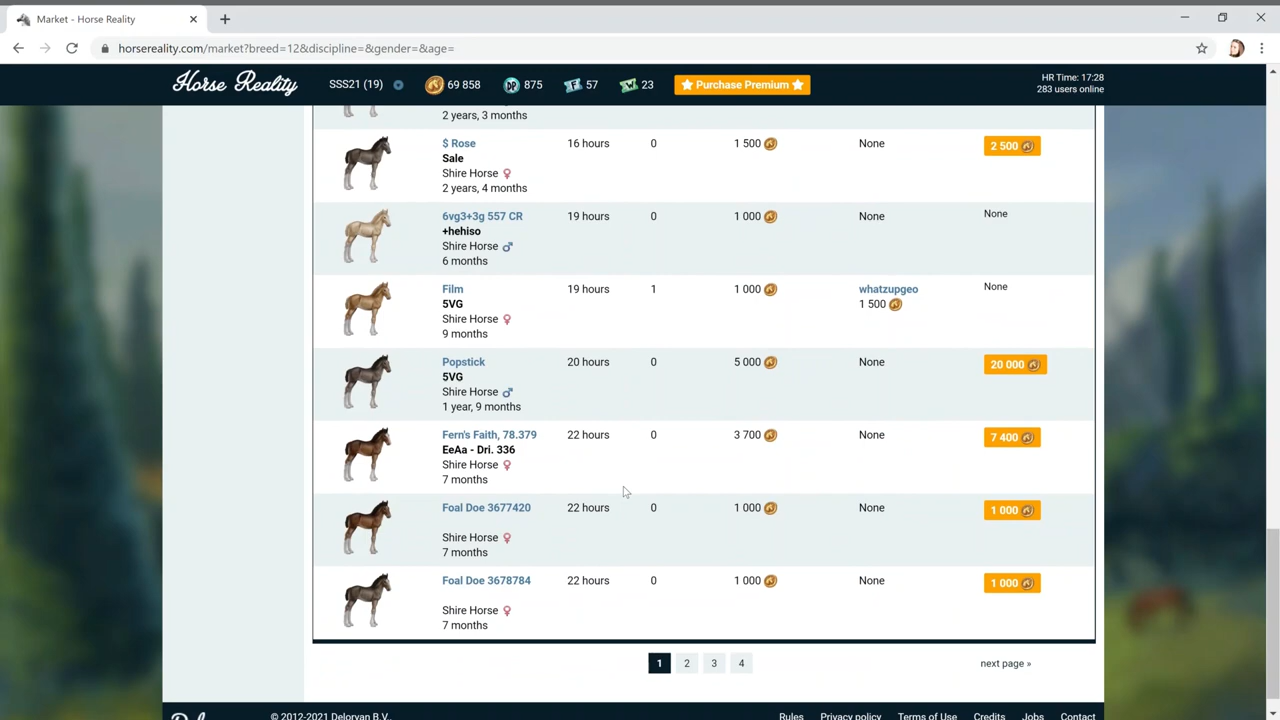 Market - Horse Reality
horsereality.com/market?breed=12&discipline=&gender=&age=
Horse Reality
SSS21 (19)
69 858
DP
875
57
23
Purchase Premium
HR Time: 17:28
283 users online
2 years, 3 months
$ Rose
16 hours
0
1 500
None
2 500
Sale
Shire Horse
2 years, 4 months
6vg3+3g 557 CR
19 hours
0
1 000
None
None
+hehiso
Shire Horse
6 months
Film
19 hours
1
1 000
whatzupgeo
None
5VG
1 500
Shire Horse
9 months
Popstick
20 hours
0
5 000
None
20 000
5VG
Shire Horse
1 year, 9 months
Fern's Faith, 78.379
22 hours
0
3 700
None
7 400
EeAa - Dri. 336
Shire Horse
7 months
Foal Doe 3677420
22 hours
0
1 000
None
1 000
Shire Horse
7 months
Foal Doe 3678784
22 hours
0
1 000
None
1 000
Shire Horse
7 months
1
2
3
4
next page »
© 2012-2021 Deloryan B.V..
Rules
Privacy policy
Terms of Use
Credits
Jobs
Contact